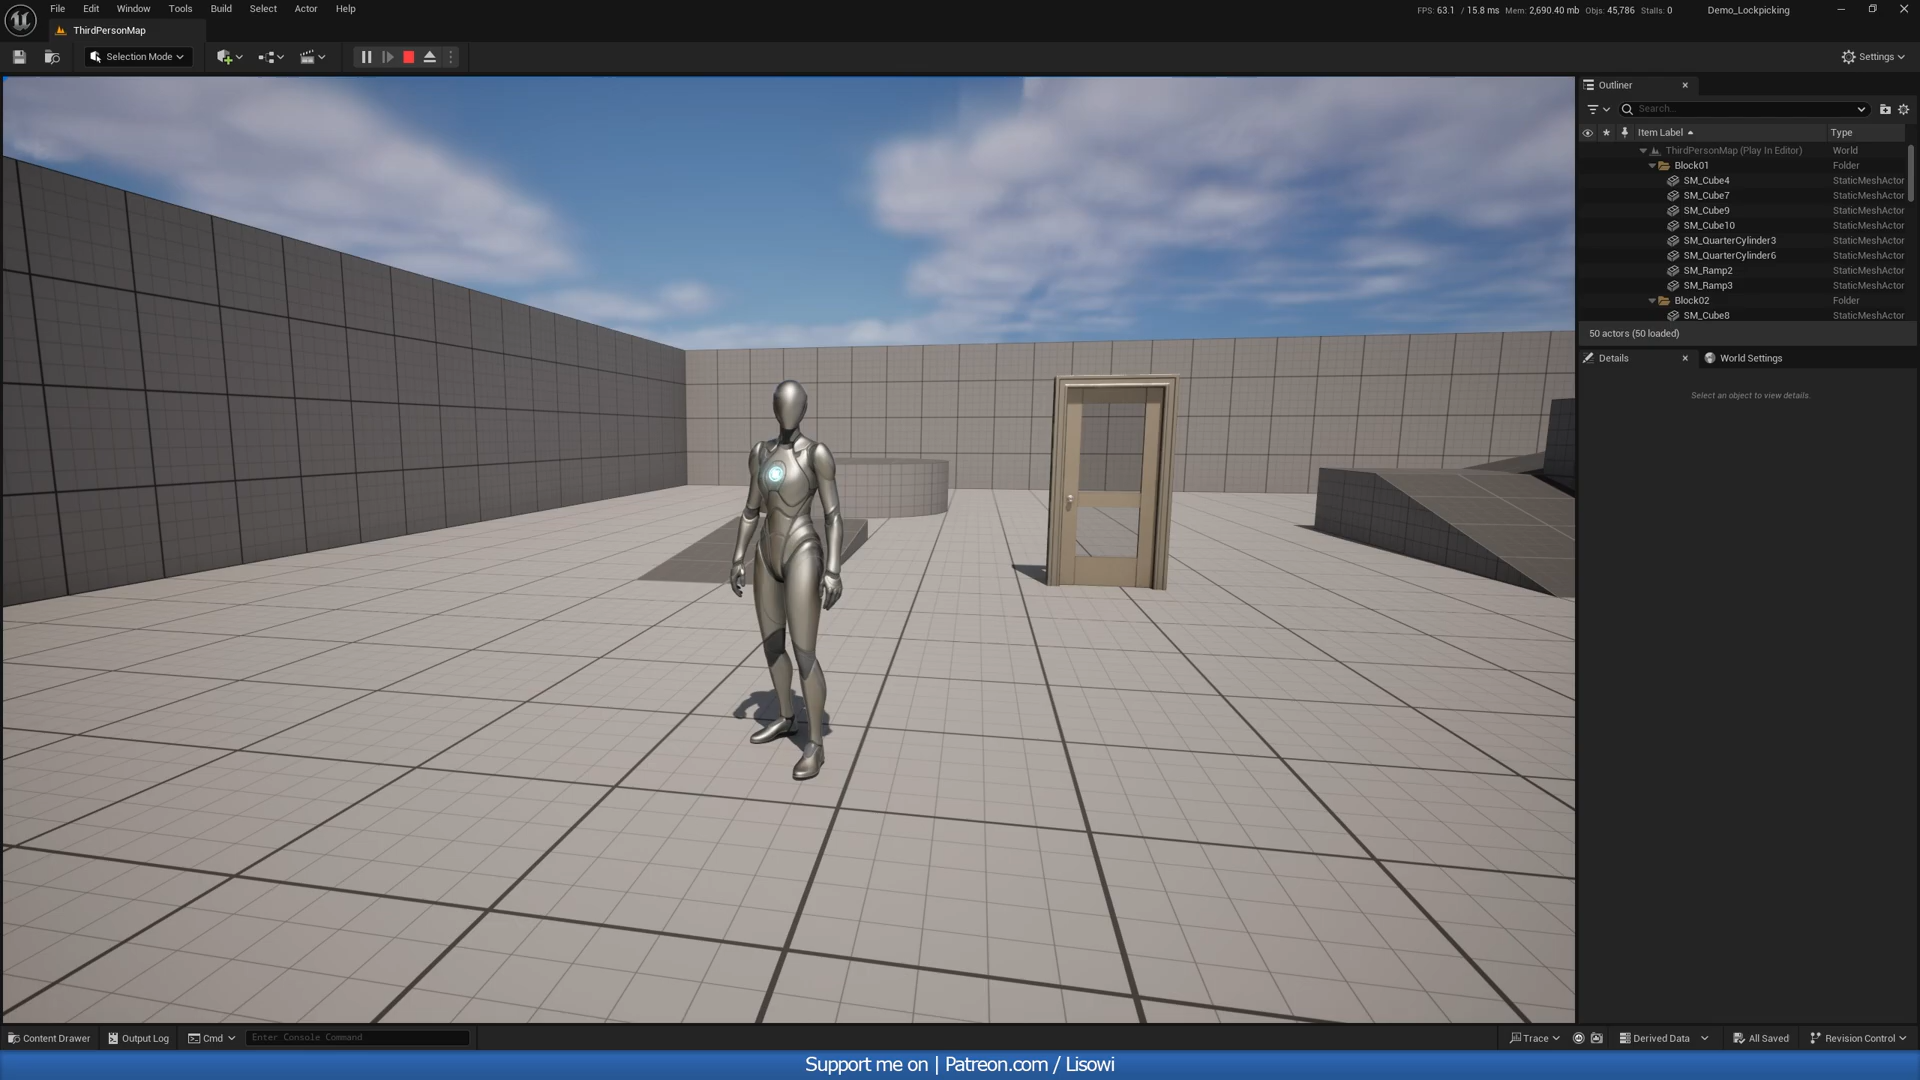 File Edit Window Tools Build Select Actor Help
FPS: 63.1 / 15.8 ms Mem: 2,690.40 mb Objs: 45,786 Stalls: 0
Demo_Lockpicking
ThirdPersonMap
Selection Mode
Settings
Outliner
Search...
Item Label Type
ThirdPersonMap (Play In Editor) World
Block01 Folder
SM_Cube4 StaticMeshActor
SM_Cube7 StaticMeshActor
SM_Cube9 StaticMeshActor
SM_Cube10 StaticMeshActor
SM_QuarterCylinder3 StaticMeshActor
SM_QuarterCylinder6 StaticMeshActor
SM_Ramp2 StaticMeshActor
SM_Ramp3 StaticMeshActor
Block02 Folder
SM_Cube8 StaticMeshActor
50 actors (50 loaded)
Details World Settings
Select an object to view details.
Content Drawer Output Log Cmd Enter Console Command Trace Derived Data All Saved Revision Control
Support me on | Patreon.com / Lisowi